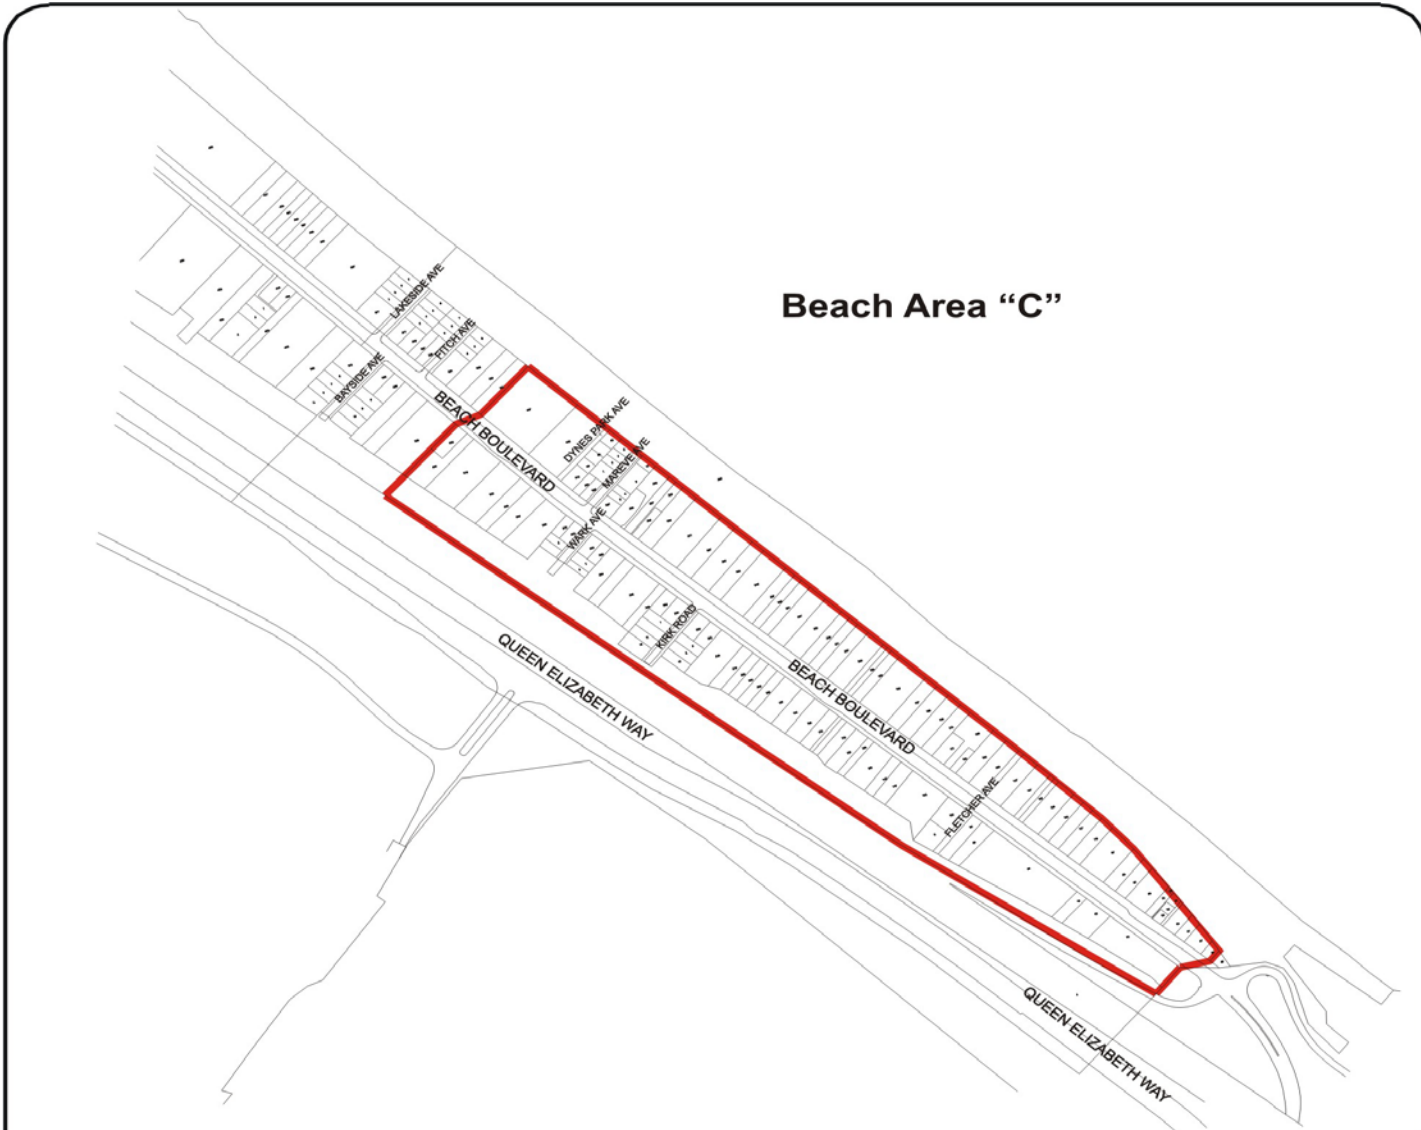 Beach Area “C”
LAKESIDE AVE
FITCH AVE
BAYSIDE AVE
BEACH BOULEVARD
DYNES PARK AVE
MAREVE AVE
WARK AVE
KIRK ROAD
QUEEN ELIZABETH WAY
BEACH BOULEVARD
FLETCHER AVE
QUEEN ELIZABETH WAY